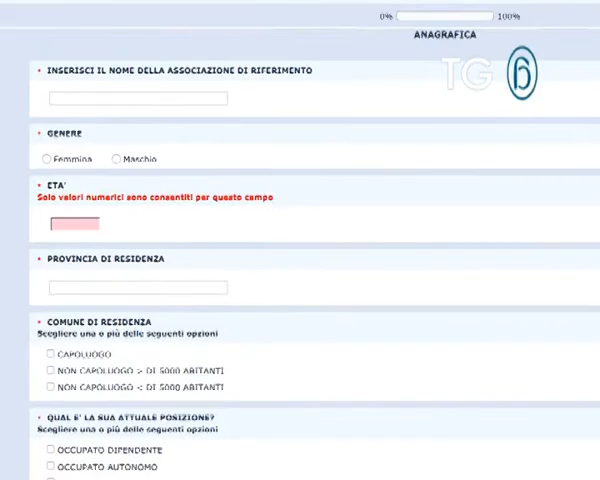 0% 100%
ANAGRAFICA
TG 6
* INSERISCI IL NOME DELLA ASSOCIAZIONE DI RIFERIMENTO
* GENERE
Femmina Maschio
* ETA'
Solo valori numerici sono consentiti per questo campo
* PROVINCIA DI RESIDENZA
* COMUNE DI RESIDENZA
Scegliere una o più delle seguenti opzioni
CAPOLUOGO
NON CAPOLUOGO > DI 5000 ABITANTI
NON CAPOLUOGO < DI 5000 ABITANTI
* QUAL E' LA SUA ATTUALE POSIZIONE?
Scegliere una o più delle seguenti opzioni
OCCUPATO DIPENDENTE
OCCUPATO AUTONOMO